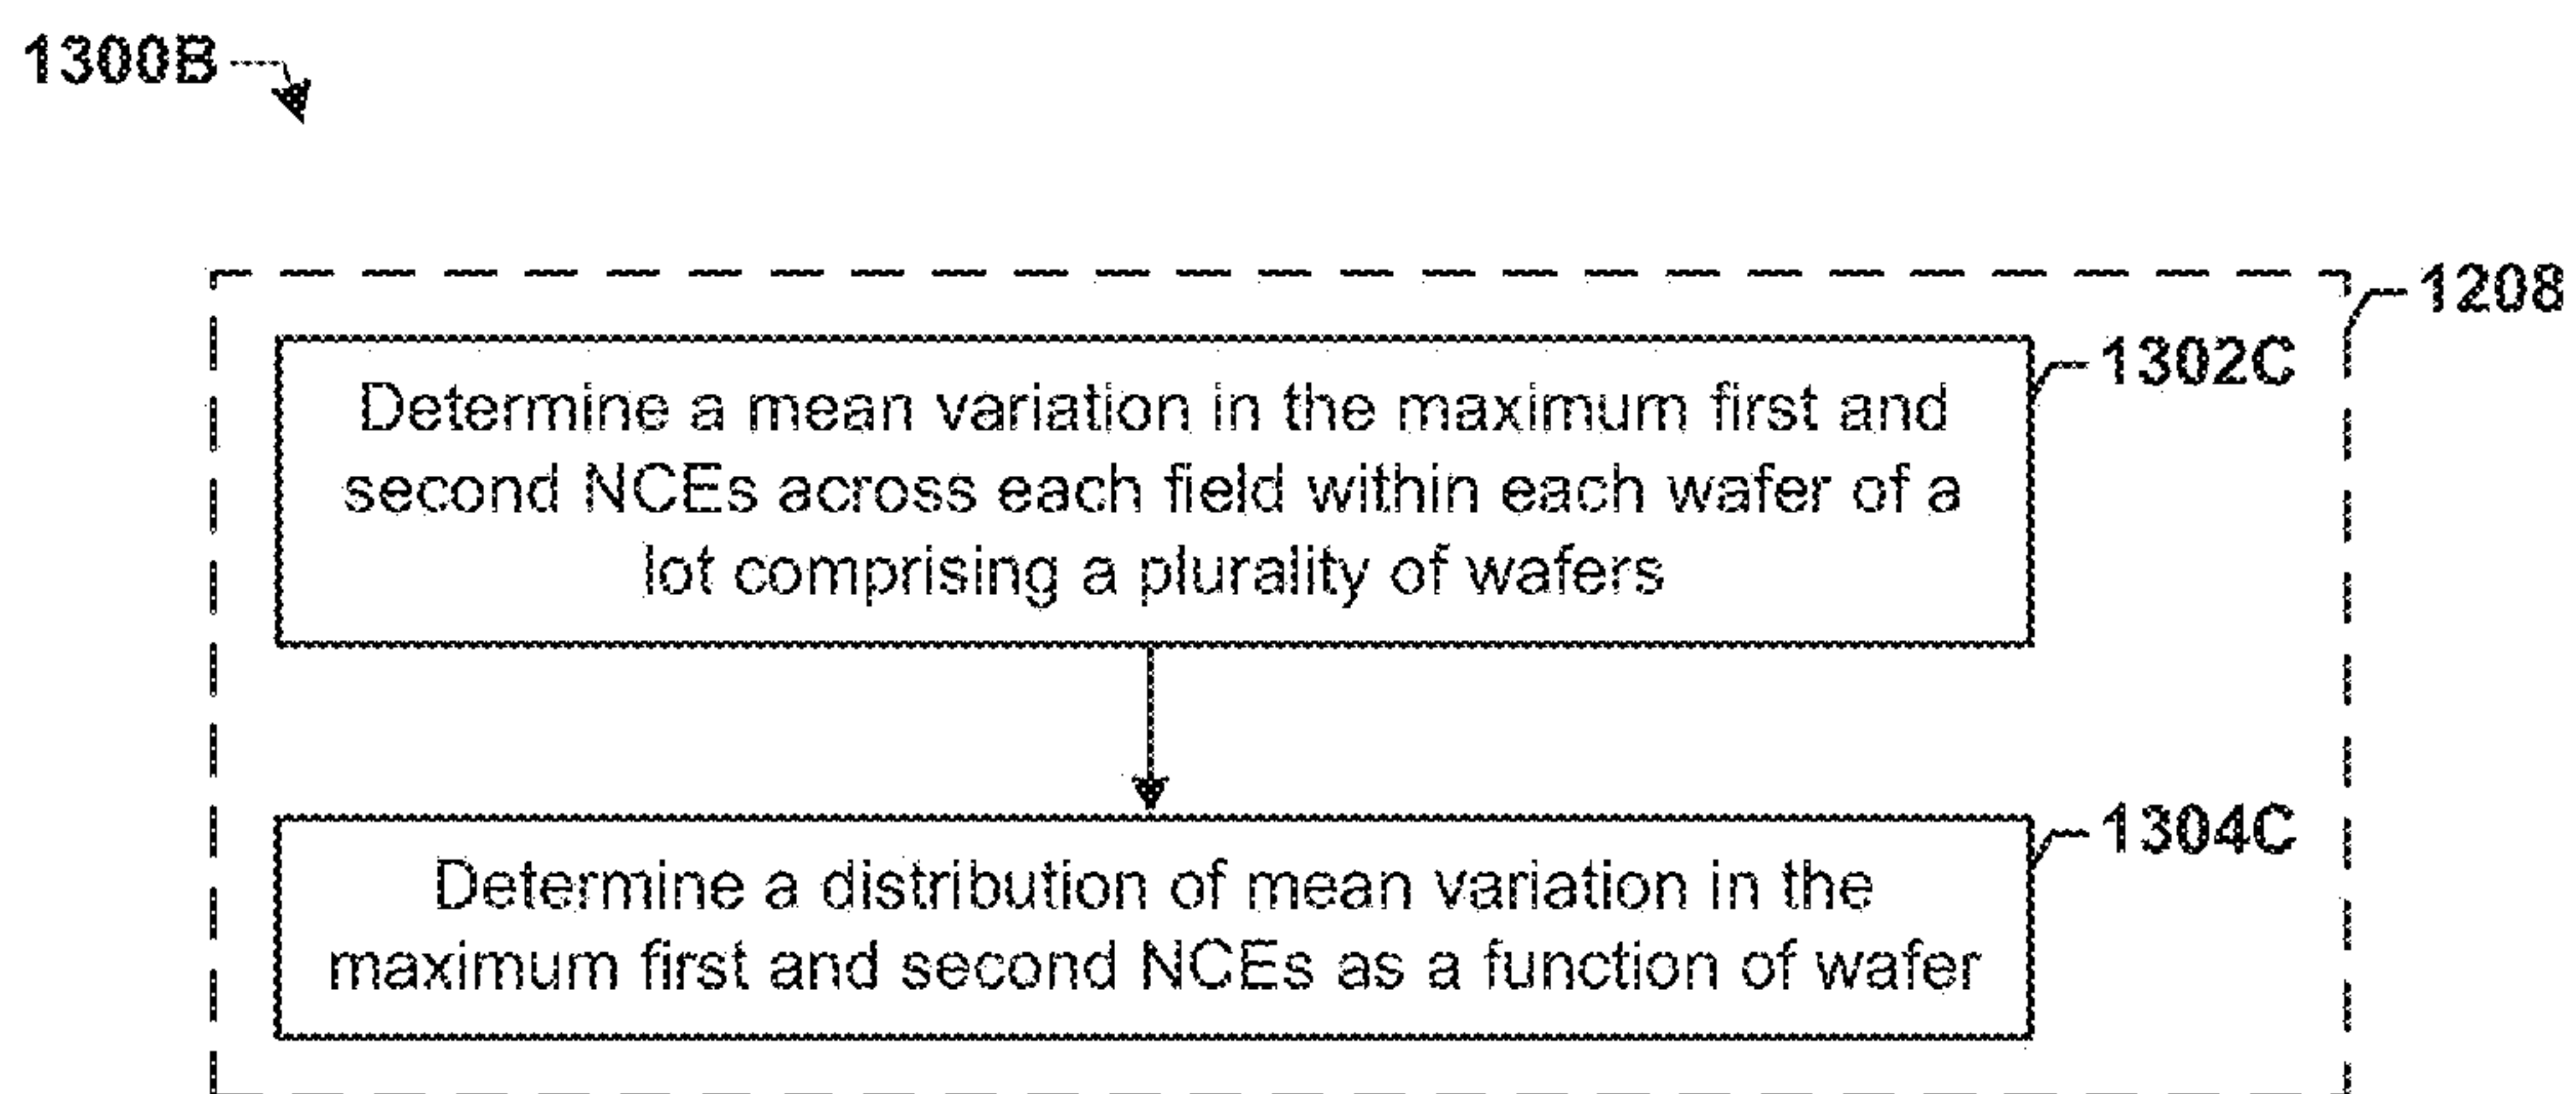 1300B
1208
1302C
Determine a mean variation in the maximum first and
second NCEs across each field within each wafer of a
lot comprising a plurality of wafers
1304C
Determine a distribution of mean variation in the
maximum first and second NCEs as a function of wafer